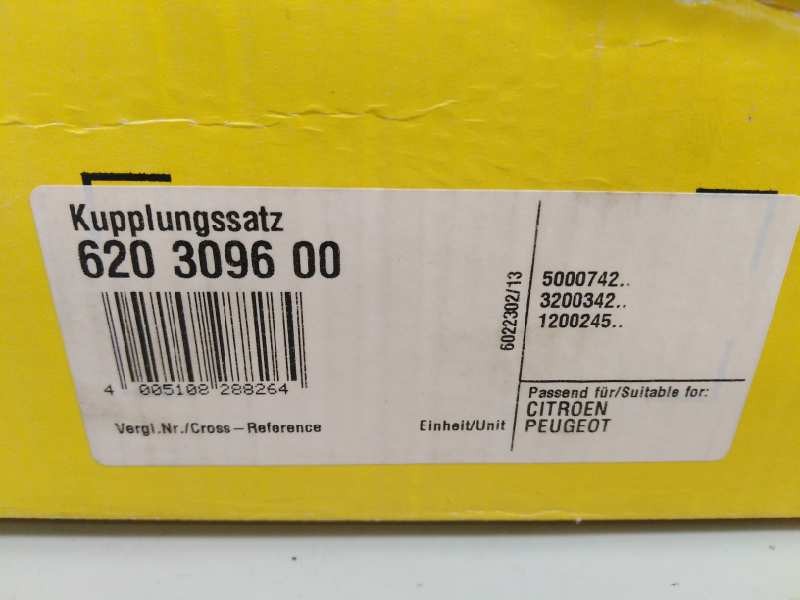 Kupplungssatz
620 3096 00
4 005108 288264
Vergl.Nr./Cross-Reference
Einheit/Unit
6022302/13
5000742..
3200342..
1200245..
Passend für/Suitable for:
CITROEN
PEUGEOT